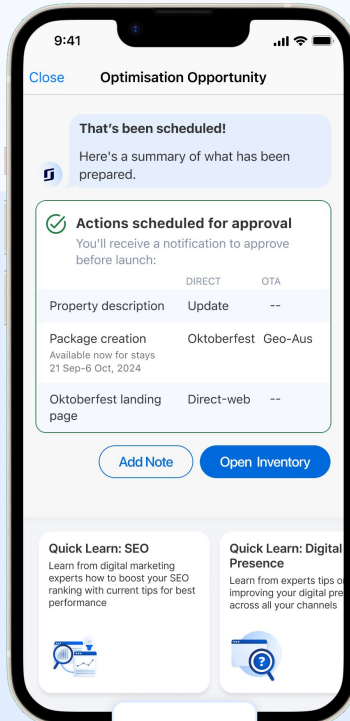 9:41
Close Optimisation Opportunity
That's been scheduled!
Here's a summary of what has been
prepared.
Actions scheduled for approval
You'll receive a notification to approve
before launch:
DIRECT OTA
Property description Update --
Package creation Oktoberfest Geo-Aus
Available now for stays
21 Sep-6 Oct, 2024
Oktoberfest landing Direct-web --
page
Add Note Open Inventory
Quick Learn: SEO
Learn from digital marketing
experts how to boost your SEO
ranking with current tips for best
performance
Quick Learn: Digital
Presence
Learn from experts tips
improving your digital
across all your channels